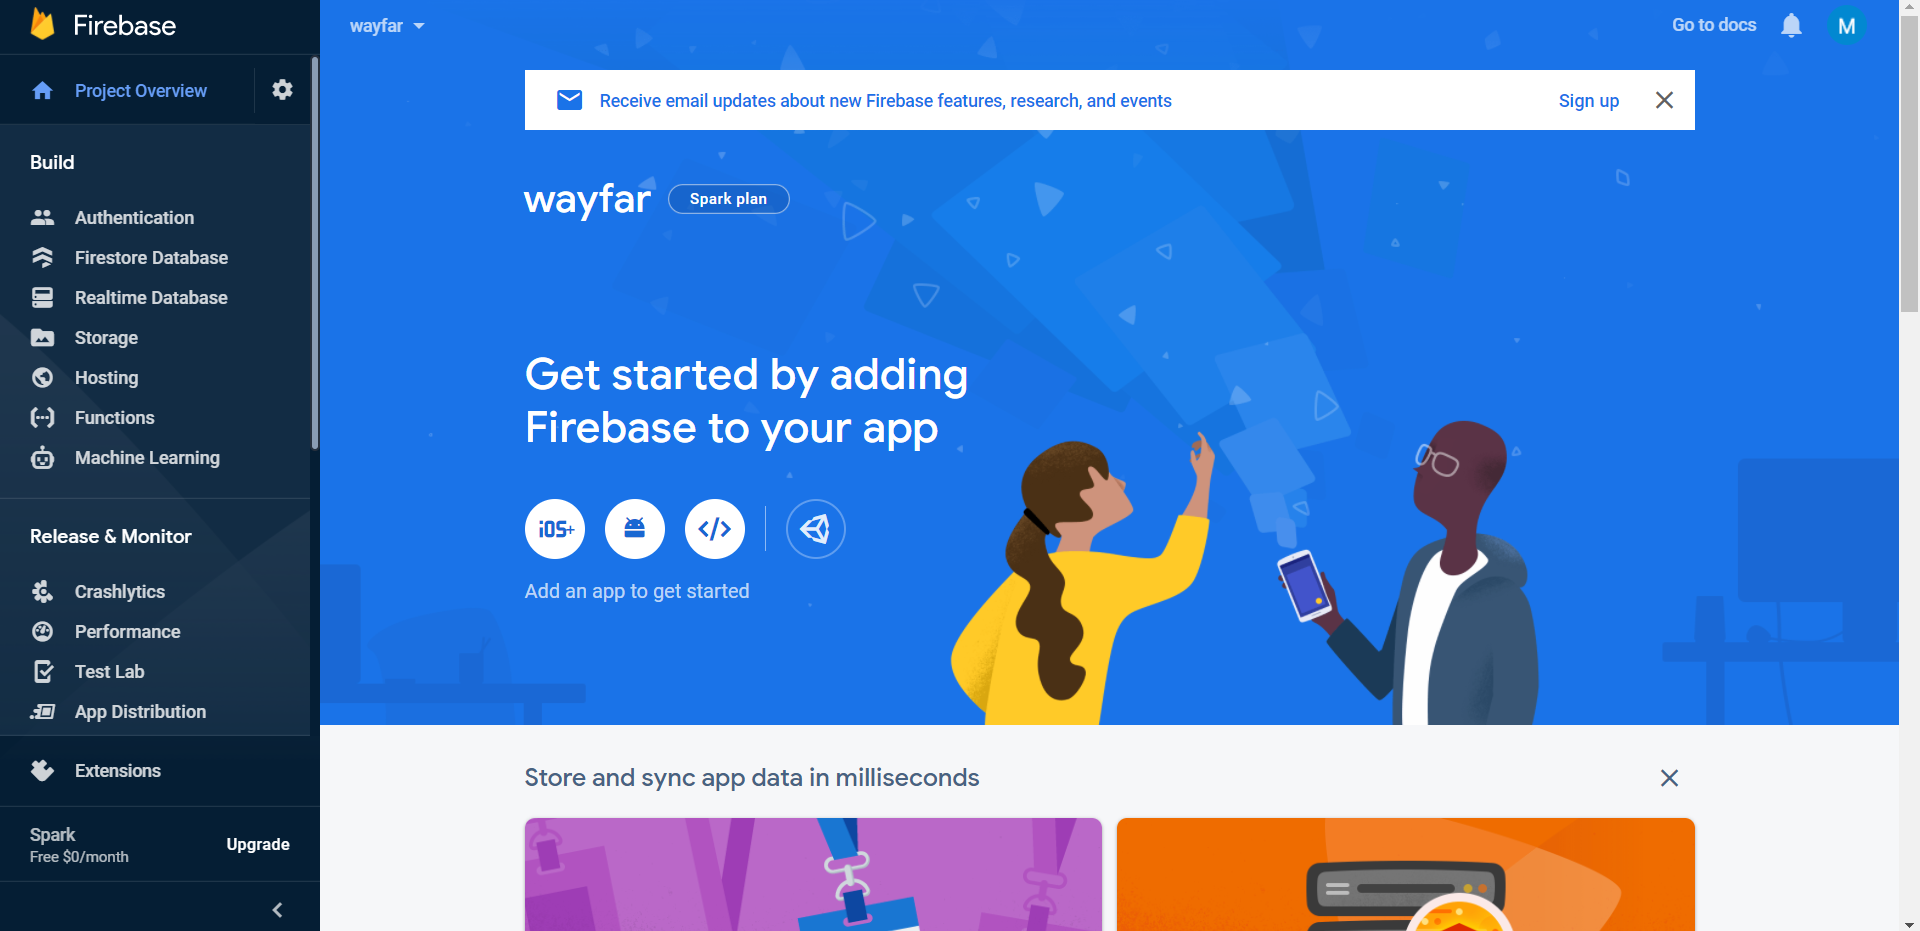 Firebase
Project Overview
Build
Authentication
Firestore Database
Realtime Database
Storage
Hosting
Functions
Machine Learning
Release & Monitor
Crashlytics
Performance
Test Lab
App Distribution
Extensions
Spark
Free $0/month
Upgrade
wayfar
Go to docs
M
Receive email updates about new Firebase features, research, and events
Sign up
wayfar
Spark plan
Get started by adding
Firebase to your app
iOS+
Add an app to get started
Store and sync app data in milliseconds